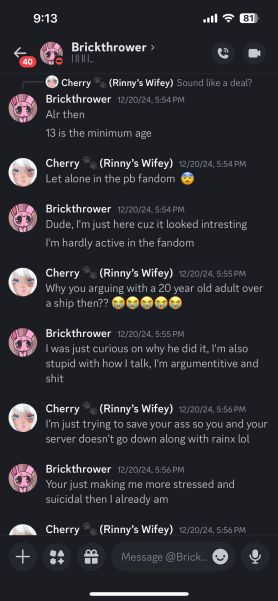 9:13
81
40
Brickthrower ›
Cherry 🐾 (Rinny's Wifey) Sound like a deal?
Brickthrower 12/20/24, 5:54 PM
Alr then
13 is the minimum age
Cherry 🐾 (Rinny's Wifey) 12/20/24, 5:54 PM
Let alone in the pb fandom 😨
Brickthrower 12/20/24, 5:54 PM
Dude, I'm just here cuz it looked intresting
I'm hardly active in the fandom
Cherry 🐾 (Rinny's Wifey) 12/20/24, 5:55 PM
Why you arguing with a 20 year old adult over
a ship then?? 😭😭😭😭😭
Brickthrower 12/20/24, 5:55 PM
I was just curious on why he did it, I'm also
stupid with how I talk, I'm argumentitive and
shit
Cherry 🐾 (Rinny's Wifey) 12/20/24, 5:56 PM
I'm just trying to save your ass so you and your
server doesn't go down along with rainx lol
Brickthrower 12/20/24, 5:56 PM
Your just making me more stressed and
suicidal then I already am
Cherry 🐾 (Rinny's Wifey) 12/20/24, 5:56 PM
Message @Brick..